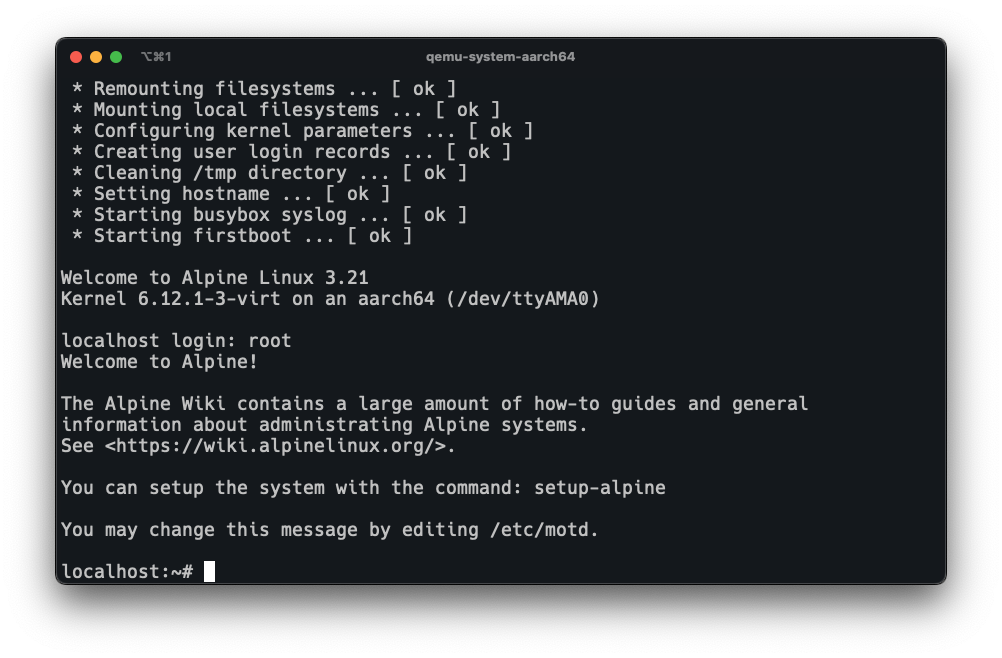 ⌥⌘1 qemu-system-aarch64
* Remounting filesystems ... [ ok ]
* Mounting local filesystems ... [ ok ]
* Configuring kernel parameters ... [ ok ]
* Creating user login records ... [ ok ]
* Cleaning /tmp directory ... [ ok ]
* Setting hostname ... [ ok ]
* Starting busybox syslog ... [ ok ]
* Starting firstboot ... [ ok ]
Welcome to Alpine Linux 3.21
Kernel 6.12.1-3-virt on an aarch64 (/dev/ttyAMA0)
localhost login: root
Welcome to Alpine!
The Alpine Wiki contains a large amount of how-to guides and general
information about administrating Alpine systems.
See <https://wiki.alpinelinux.org/>.
You can setup the system with the command: setup-alpine
You may change this message by editing /etc/motd.
localhost:~#